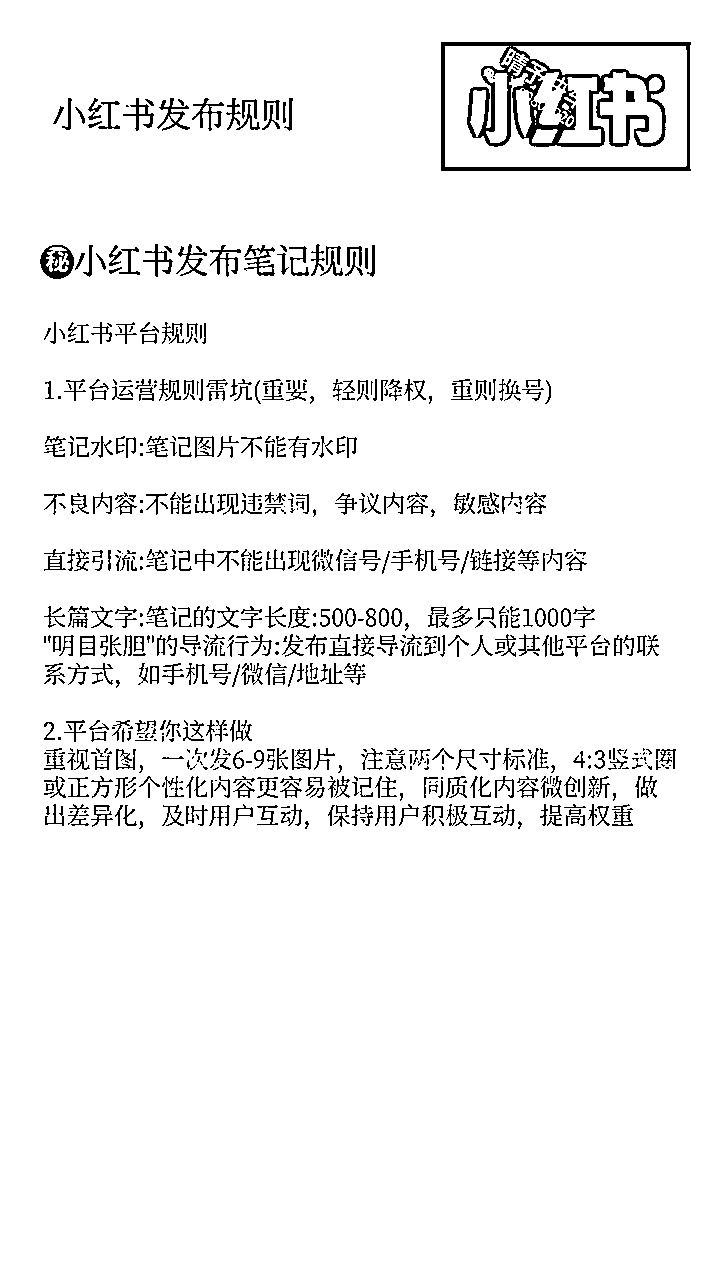 小红书发布规则
小红书
㊙小红书发布笔记规则
小红书平台规则
1.平台运营规则雷坑(重要，轻则降权，重则换号)
笔记水印:笔记图片不能有水印
不良内容:不能出现违禁词，争议内容，敏感内容
直接引流:笔记中不能出现微信号/手机号/链接等内容
长篇文字:笔记的文字长度:500-800，最多只能1000字
"明目张胆"的导流行为:发布直接导流到个人或其他平台的联
系方式，如手机号/微信/地址等
2.平台希望你这样做
重视首图，一次发6-9张图片，注意两个尺寸标准，4:3竖式图
或正方形个性化内容更容易被记住，同质化内容微创新，做
出差异化，及时用户互动，保持用户积极互动，提高权重